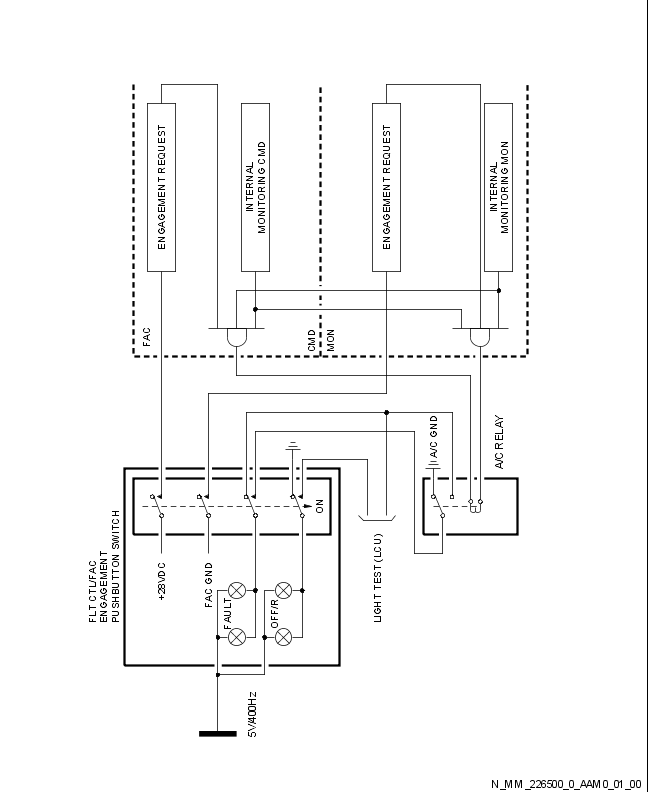 ENGAGEMENT REQUEST
INTERNAL
MONITORING CMD
ENGAGEMENT REQUEST
INTERNAL
MONITORING MON
FAC
CMD
MON
A/C GND
A/C RELAY
FLT CTL/FAC
ENGAGEMENT
PUSHBUTTON SWITCH
ON
+28VDC
FAC GND
FAULT
OFF/R
LIGHT TEST (LCU)
5V/400Hz
N_MM_226500_0_AAM0_01_00